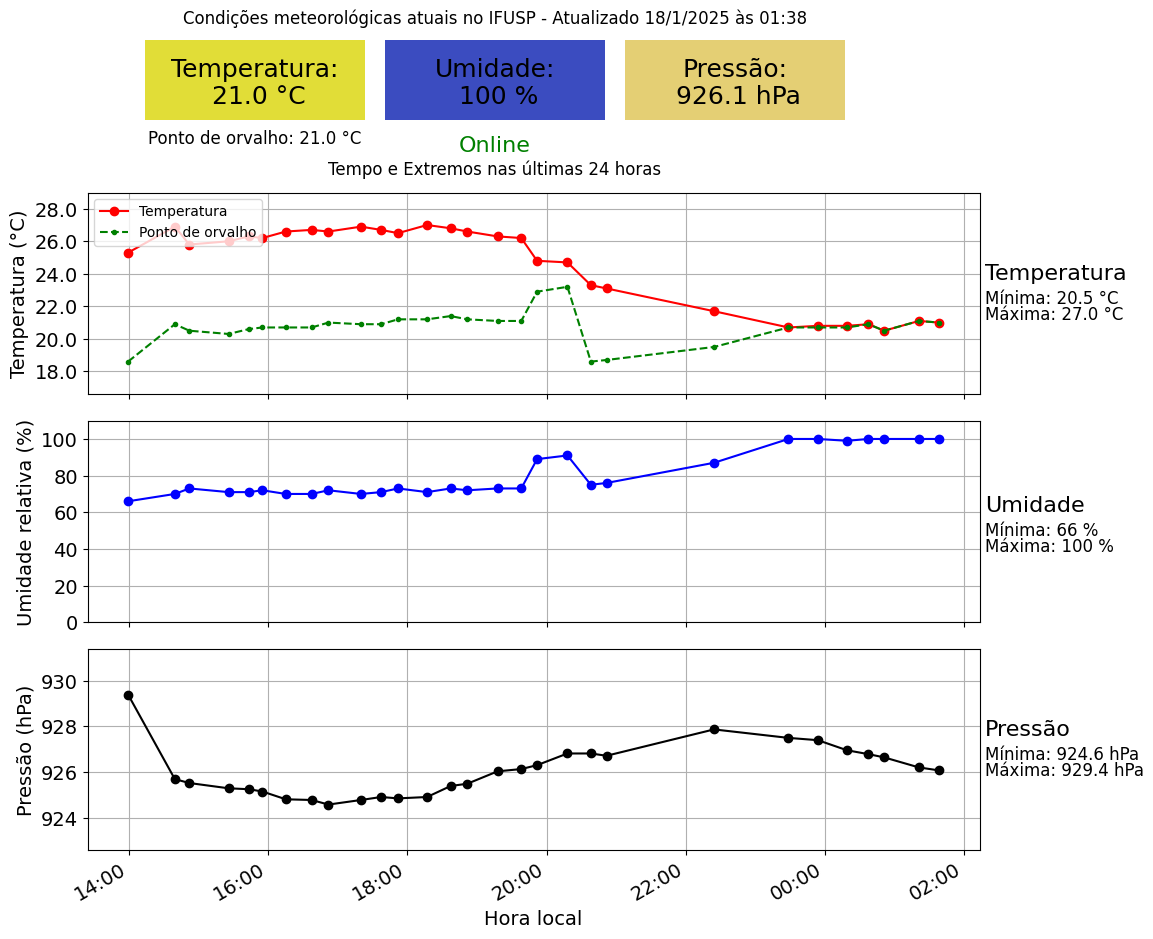 Condições meteorológicas atuais no IFUSP - Atualizado 18/1/2025 às 01:38
Temperatura:
21.0 °C
Umidade:
100 %
Pressão:
926.1 hPa
Ponto de orvalho: 21.0 °C
Online
Tempo e Extremos nas últimas 24 horas
Temperatura (°C)
28.0
26.0
24.0
22.0
20.0
18.0
Temperatura
Ponto de orvalho
Temperatura
Mínima: 20.5 °C
Máxima: 27.0 °C
Umidade relativa (%)
100
80
60
40
20
0
Umidade
Mínima: 66 %
Máxima: 100 %
Pressão (hPa)
930
928
926
924
Pressão
Mínima: 924.6 hPa
Máxima: 929.4 hPa
14:00
16:00
18:00
20:00
22:00
00:00
02:00
Hora local